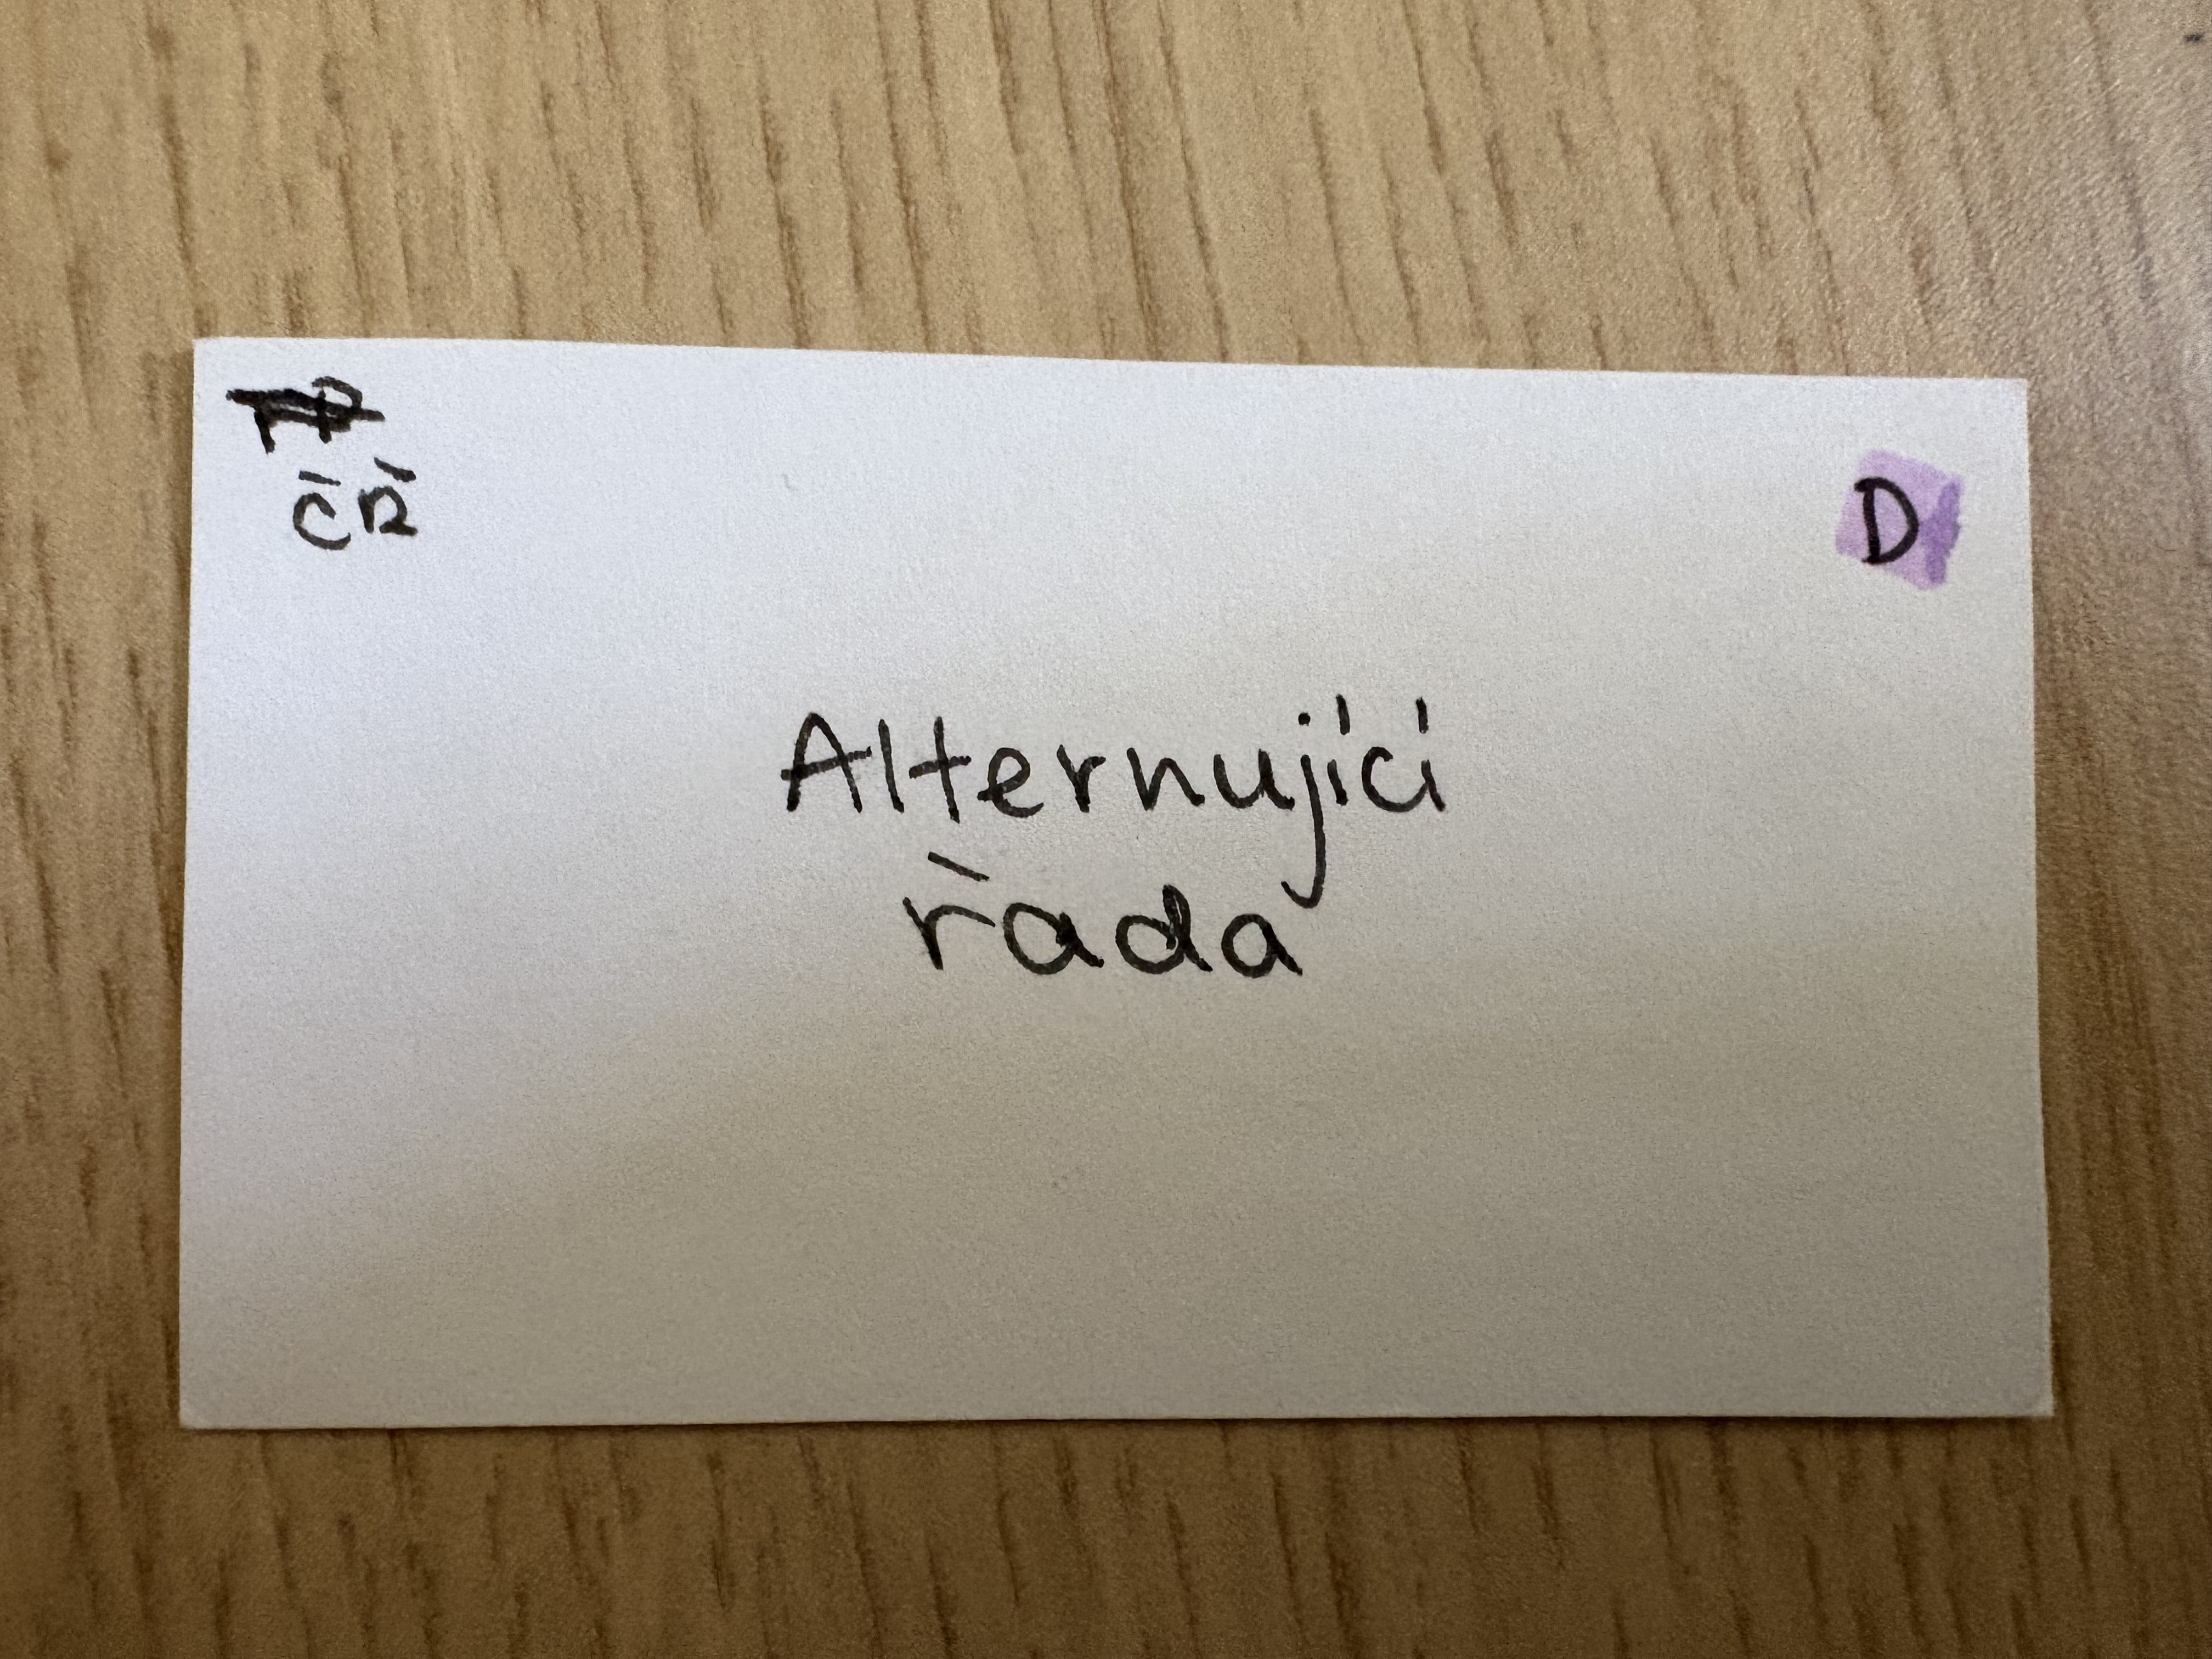 ČŘ
D
Alternující
řada